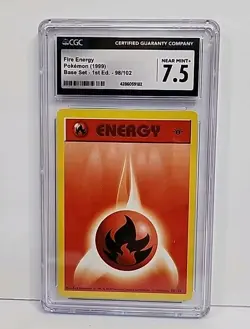 CGC
CERTIFIED GUARANTY COMPANY
Fire Energy
Pokémon (1999)
Base Set - 1st Ed. - 98/102
NEAR MINT+
7.5
ENERGY